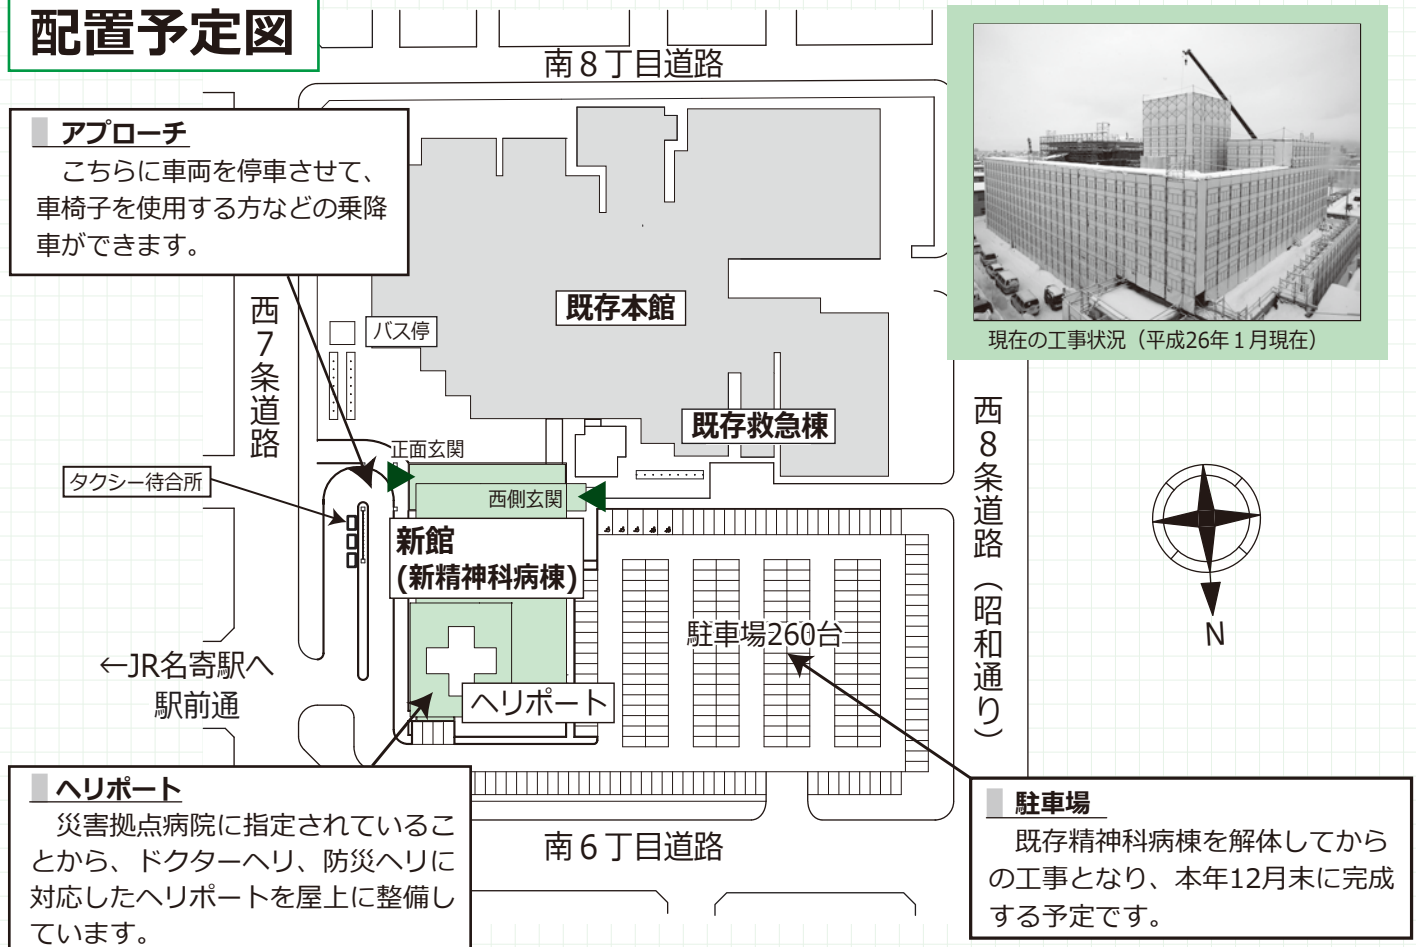 配置予定図
南8丁目道路
アプローチ
こちらに車両を停車させて、
車椅子を使用する方などの乗降
車ができます。
現在の工事状況（平成26年１月現在）
西7条道路
バス停
既存本館
既存救急棟
西8条道路（昭和通り）
正面玄関
タクシー待合所
西側玄関
新館
(新精神科病棟)
駐車場260台
N
←JR名寄駅へ
駅前通
ヘリポート
ヘリポート
災害拠点病院に指定されているこ
とから、ドクターヘリ、防災ヘリに
対応したヘリポートを屋上に整備し
ています。
南6丁目道路
駐車場
既存精神科病棟を解体してから
の工事となり、本年12月末に完成
する予定です。